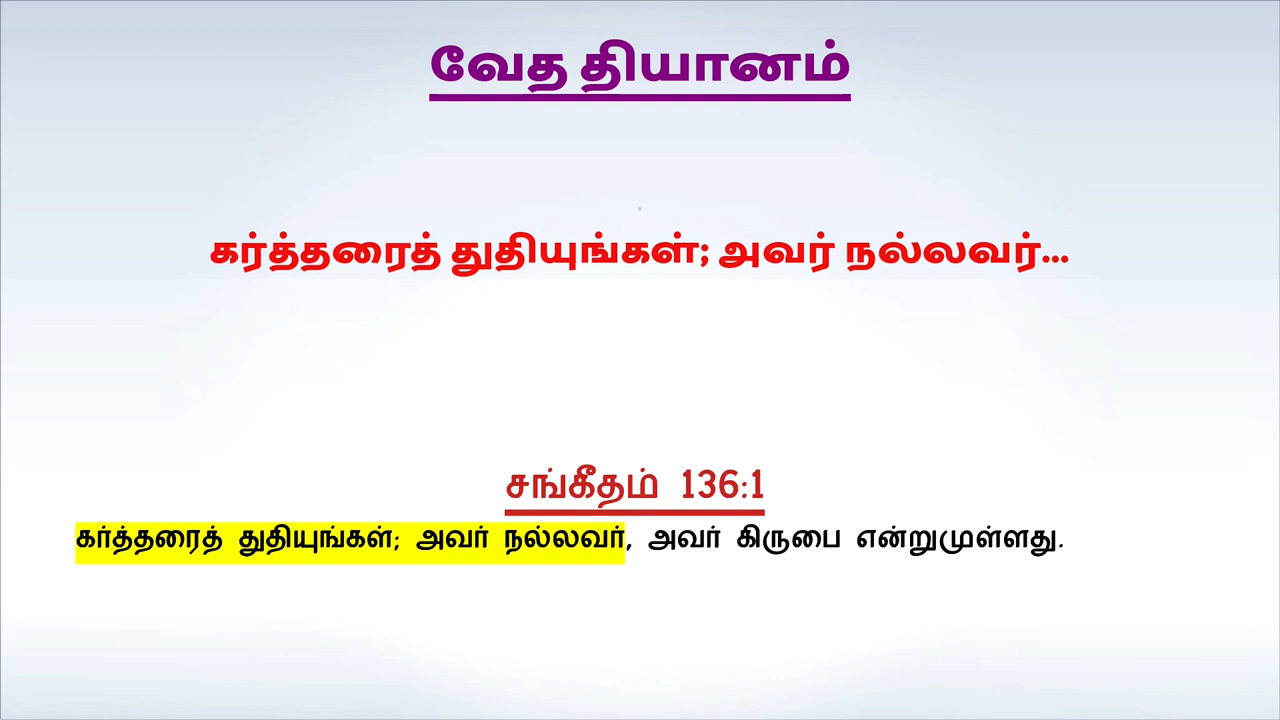 வேத தியானம்
கர்த்தரைத் துதியுங்கள்; அவர் நல்லவர்...
சங்கீதம் 136:1
கர்த்தரைத் துதியுங்கள்; அவர் நல்லவர், அவர் கிருபை என்றுமுள்ளது.